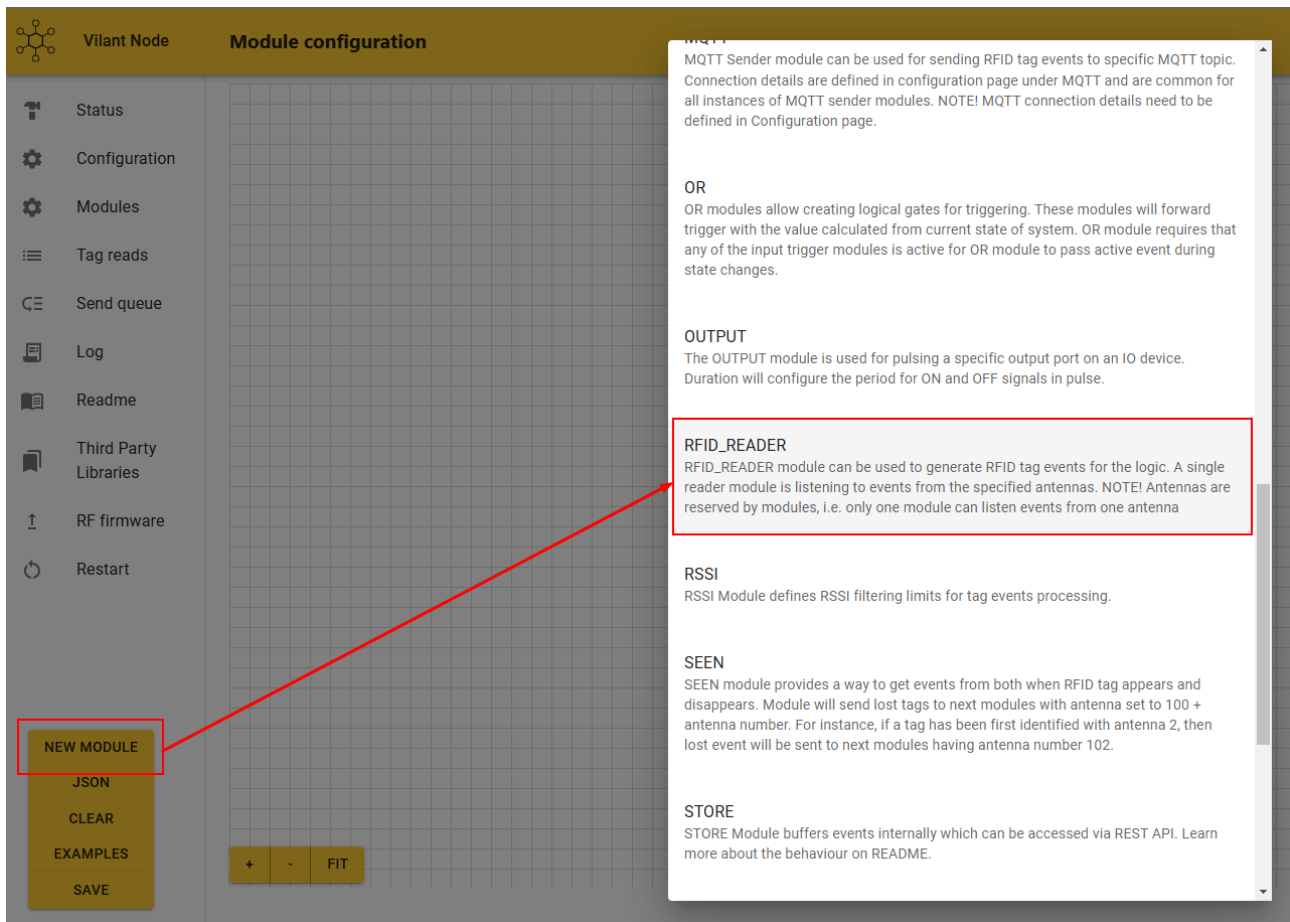 Vilant Node
Module configuration
Status
Configuration
Modules
Tag reads
Send queue
Log
Readme
Third Party
Libraries
RF firmware
Restart
NEW MODULE
JSON
CLEAR
EXAMPLES
SAVE
+ - FIT
MQTT
MQTT Sender module can be used for sending RFID tag events to specific MQTT topic.
Connection details are defined in configuration page under MQTT and are common for
all instances of MQTT sender modules. NOTE! MQTT connection details need to be
defined in Configuration page.
OR
OR modules allow creating logical gates for triggering. These modules will forward
trigger with the value calculated from current state of system. OR module requires that
any of the input trigger modules is active for OR module to pass active event during
state changes.
OUTPUT
The OUTPUT module is used for pulsing a specific output port on an IO device.
Duration will configure the period for ON and OFF signals in pulse.
RFID_READER
RFID_READER module can be used to generate RFID tag events for the logic. A single
reader module is listening to events from the specified antennas. NOTE! Antennas are
reserved by modules, i.e. only one module can listen events from one antenna
RSSI
RSSI Module defines RSSI filtering limits for tag events processing.
SEEN
SEEN module provides a way to get events from both when RFID tag appears and
disappears. Module will send lost tags to next modules with antenna set to 100 +
antenna number. For instance, if a tag has been first identified with antenna 2, then
lost event will be sent to next modules having antenna number 102.
STORE
STORE Module buffers events internally which can be accessed via REST API. Learn
more about the behaviour on README.